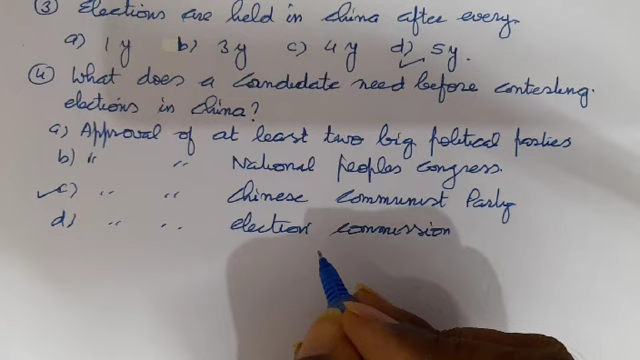 ③ Elections are held in China after every.
a) 1 y b) 3 y c) 4 y d) 5 y.
④ What does a Candidate need before contesting.
elections in China?
a) Approval of at least two big political parties
b) " " National peoples Congress.
c) " " Chinese Communist Party
d) " " election commission